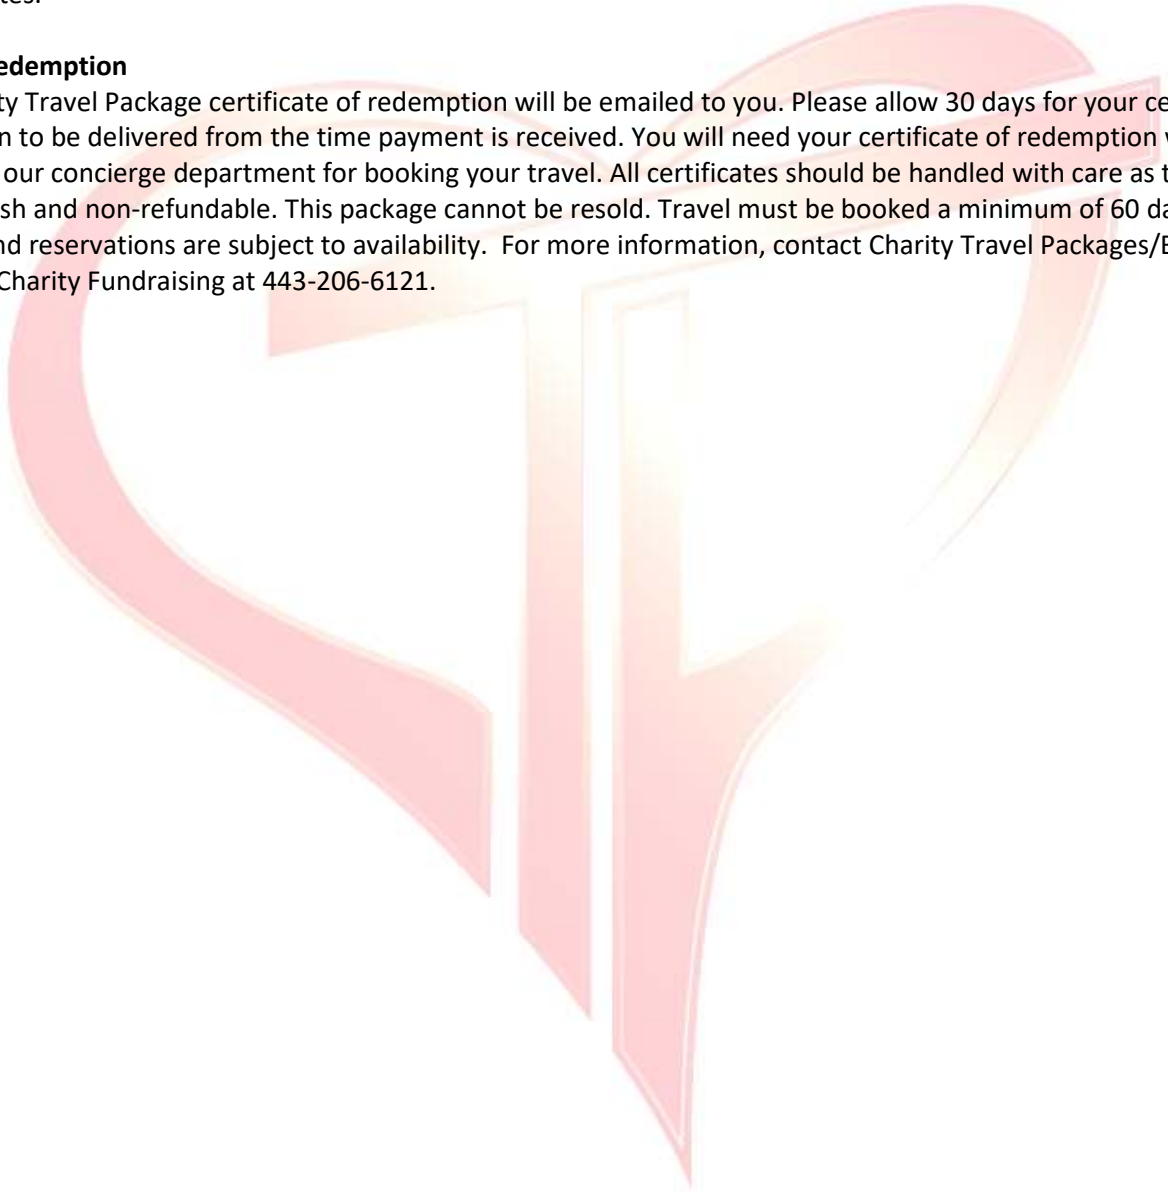 tes.
edemption
ty Travel Package certificate of redemption will be emailed to you. Please allow 30 days for your ce
n to be delivered from the time payment is received. You will need your certificate of redemption w
our concierge department for booking your travel. All certificates should be handled with care as t
sh and non-refundable. This package cannot be resold. Travel must be booked a minimum of 60 da
nd reservations are subject to availability.  For more information, contact Charity Travel Packages/B
Charity Fundraising at 443-206-6121.